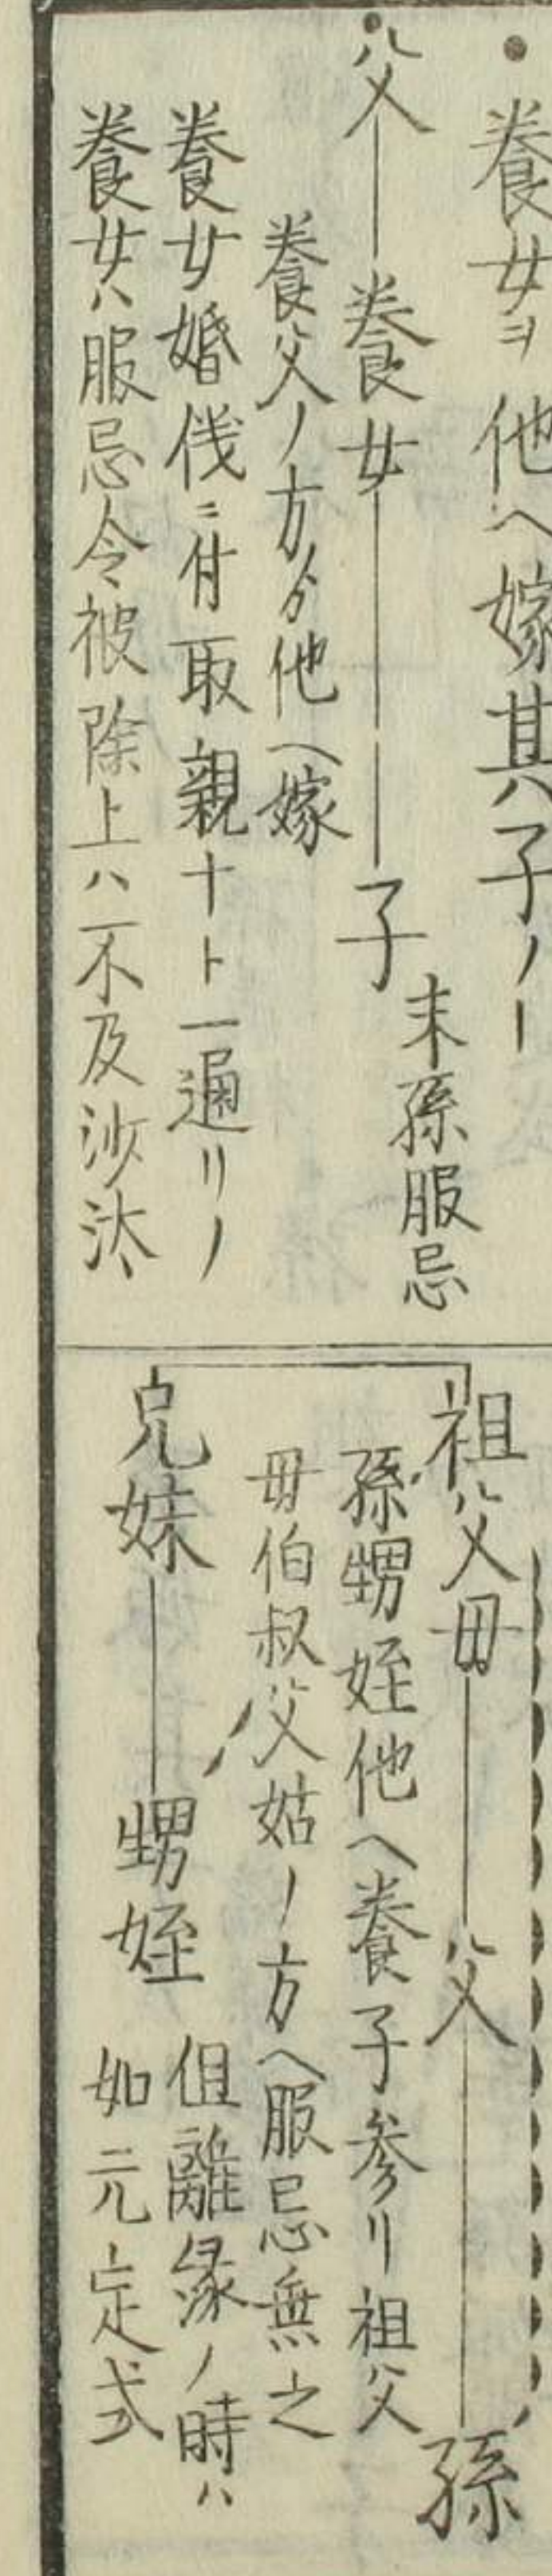 養女ヲ他ヘ嫁其子ノ一
父 養女 子 末孫服忌
養父ノ方ゟ他ヘ嫁
養女婚儀ニ付取親ナト一通リノ
養女ハ服忌令被除上ハ不及沙汰
祖父母 父 孫
孫甥姪他ヘ養子参リ祖父
母伯叔父姑ノ方ヘ服忌無之
兄妹 甥姪 但離縁ノ時ハ
如元定式